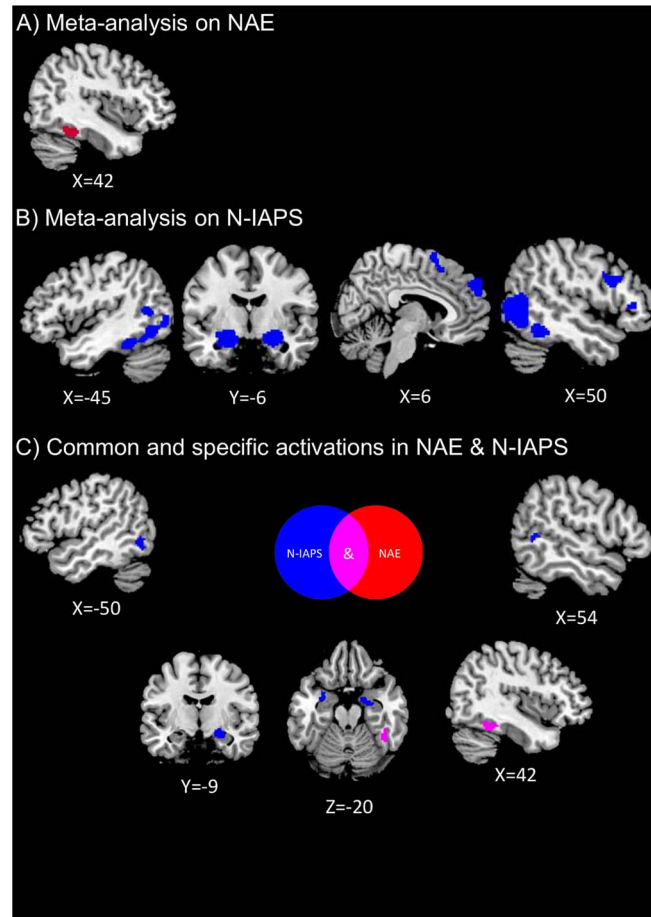 A) Meta-analysis on NAE
X=42
B) Meta-analysis on N-IAPS
X=-45 Y=-6 X=6 X=50
C) Common and specific activations in NAE & N-IAPS
N-IAPS & NAE
X=-50 X=54
Y=-9 Z=-20 X=42